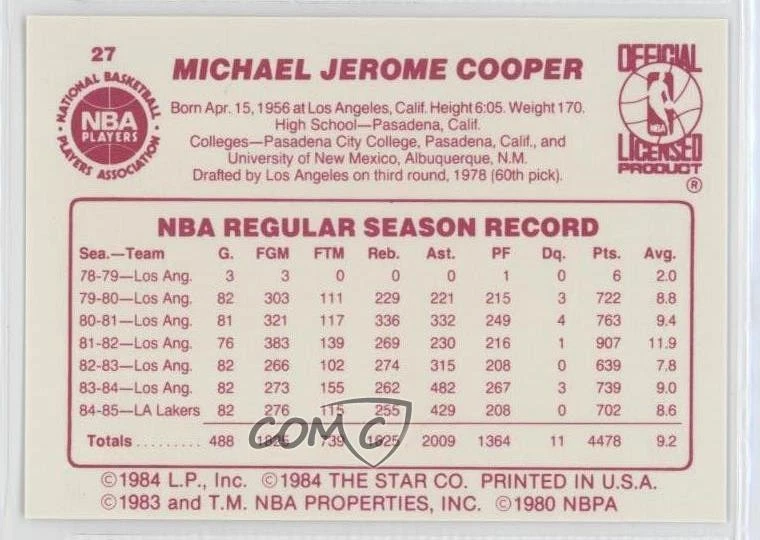 27
NATIONAL BASKETBALL
NBA
PLAYERS
PLAYERS ASSOCIATION
MICHAEL JEROME COOPER
OFFICIAL
NBA
LICENSED
PRODUCT
®
Born Apr. 15, 1956 at Los Angeles, Calif. Height 6:05. Weight 170.
High School—Pasadena, Calif.
Colleges—Pasadena City College, Pasadena, Calif., and
University of New Mexico, Albuquerque, N.M.
Drafted by Los Angeles on third round, 1978 (60th pick).
NBA REGULAR SEASON RECORD
Sea.—Team G. FGM FTM Reb. Ast. PF Dq. Pts. Avg.
78-79—Los Ang. 3 3 0 0 0 1 0 6 2.0
79-80—Los Ang. 82 303 111 229 221 215 3 722 8.8
80-81—Los Ang. 81 321 117 336 332 249 4 763 9.4
81-82—Los Ang. 76 383 139 269 230 216 1 907 11.9
82-83—Los Ang. 82 266 102 274 315 208 0 639 7.8
83-84—Los Ang. 82 273 155 262 482 267 3 739 9.0
84-85—LA Lakers 82 276 115 255 429 208 0 702 8.6
Totals ......... 488 1825 739 1625 2009 1364 11 4478 9.2
COMC
©1984 L.P., Inc. ©1984 THE STAR CO. PRINTED IN U.S.A.
©1983 and T.M. NBA PROPERTIES, INC. ©1980 NBPA